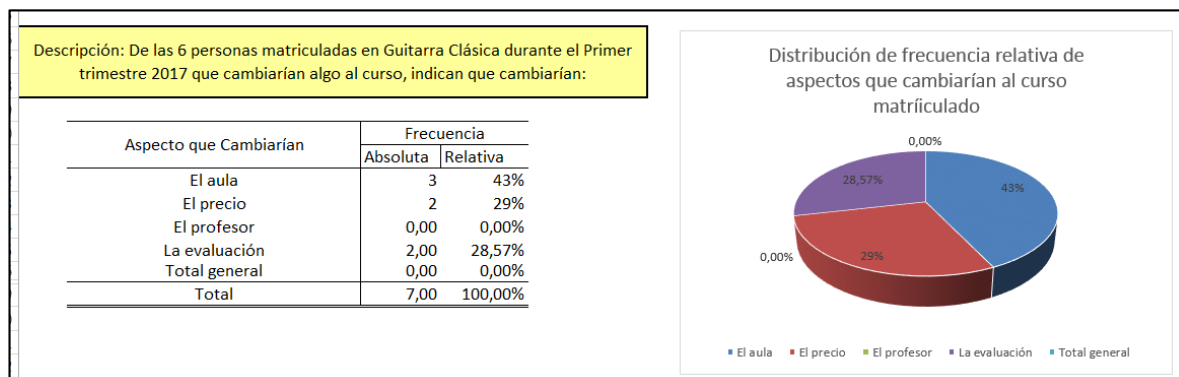 Descripción: De las 6 personas matriculadas en Guitarra Clásica durante el Primer
trimestre 2017 que cambiarían algo al curso, indican que cambiarían:
Aspecto que Cambiarían Frecuencia
Absoluta Relativa
El aula 3 43%
El precio 2 29%
El profesor 0,00 0,00%
La evaluación 2,00 28,57%
Total general 0,00 0,00%
Total 7,00 100,00%
Distribución de frecuencia relativa de
aspectos que cambiarían al curso
matríiculado
0,00%
28,57% 43%
0,00% 29%
El aula El precio El profesor La evaluación Total general